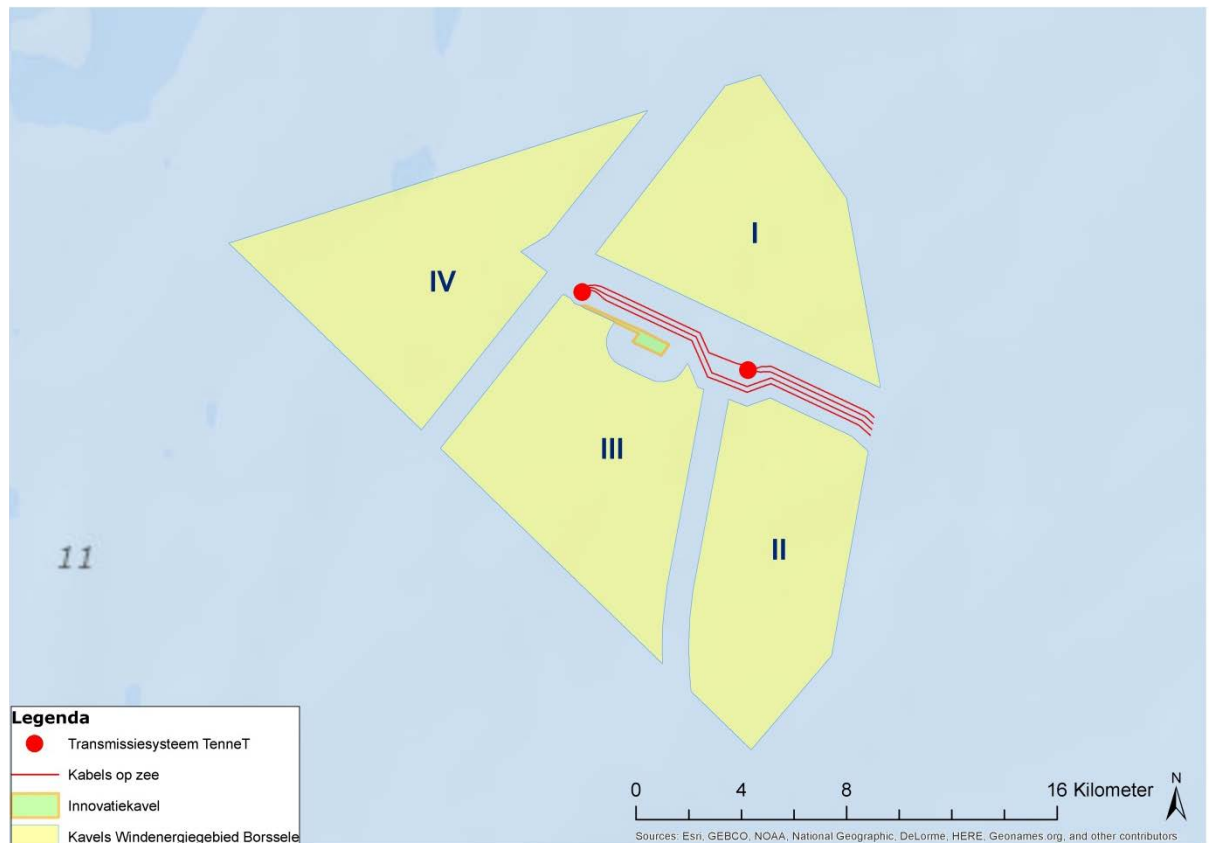 I
IV
III
II
11
Legenda
Transmissiesysteem TenneT
Kabels op zee
Innovatiekavel
Kavels Windenergiegebied Borssele
0 4 8 16 Kilometer
N
Sources: Esri, GEBCO, NOAA, National Geographic, DeLorme, HERE, Geonames.org, and other contributors